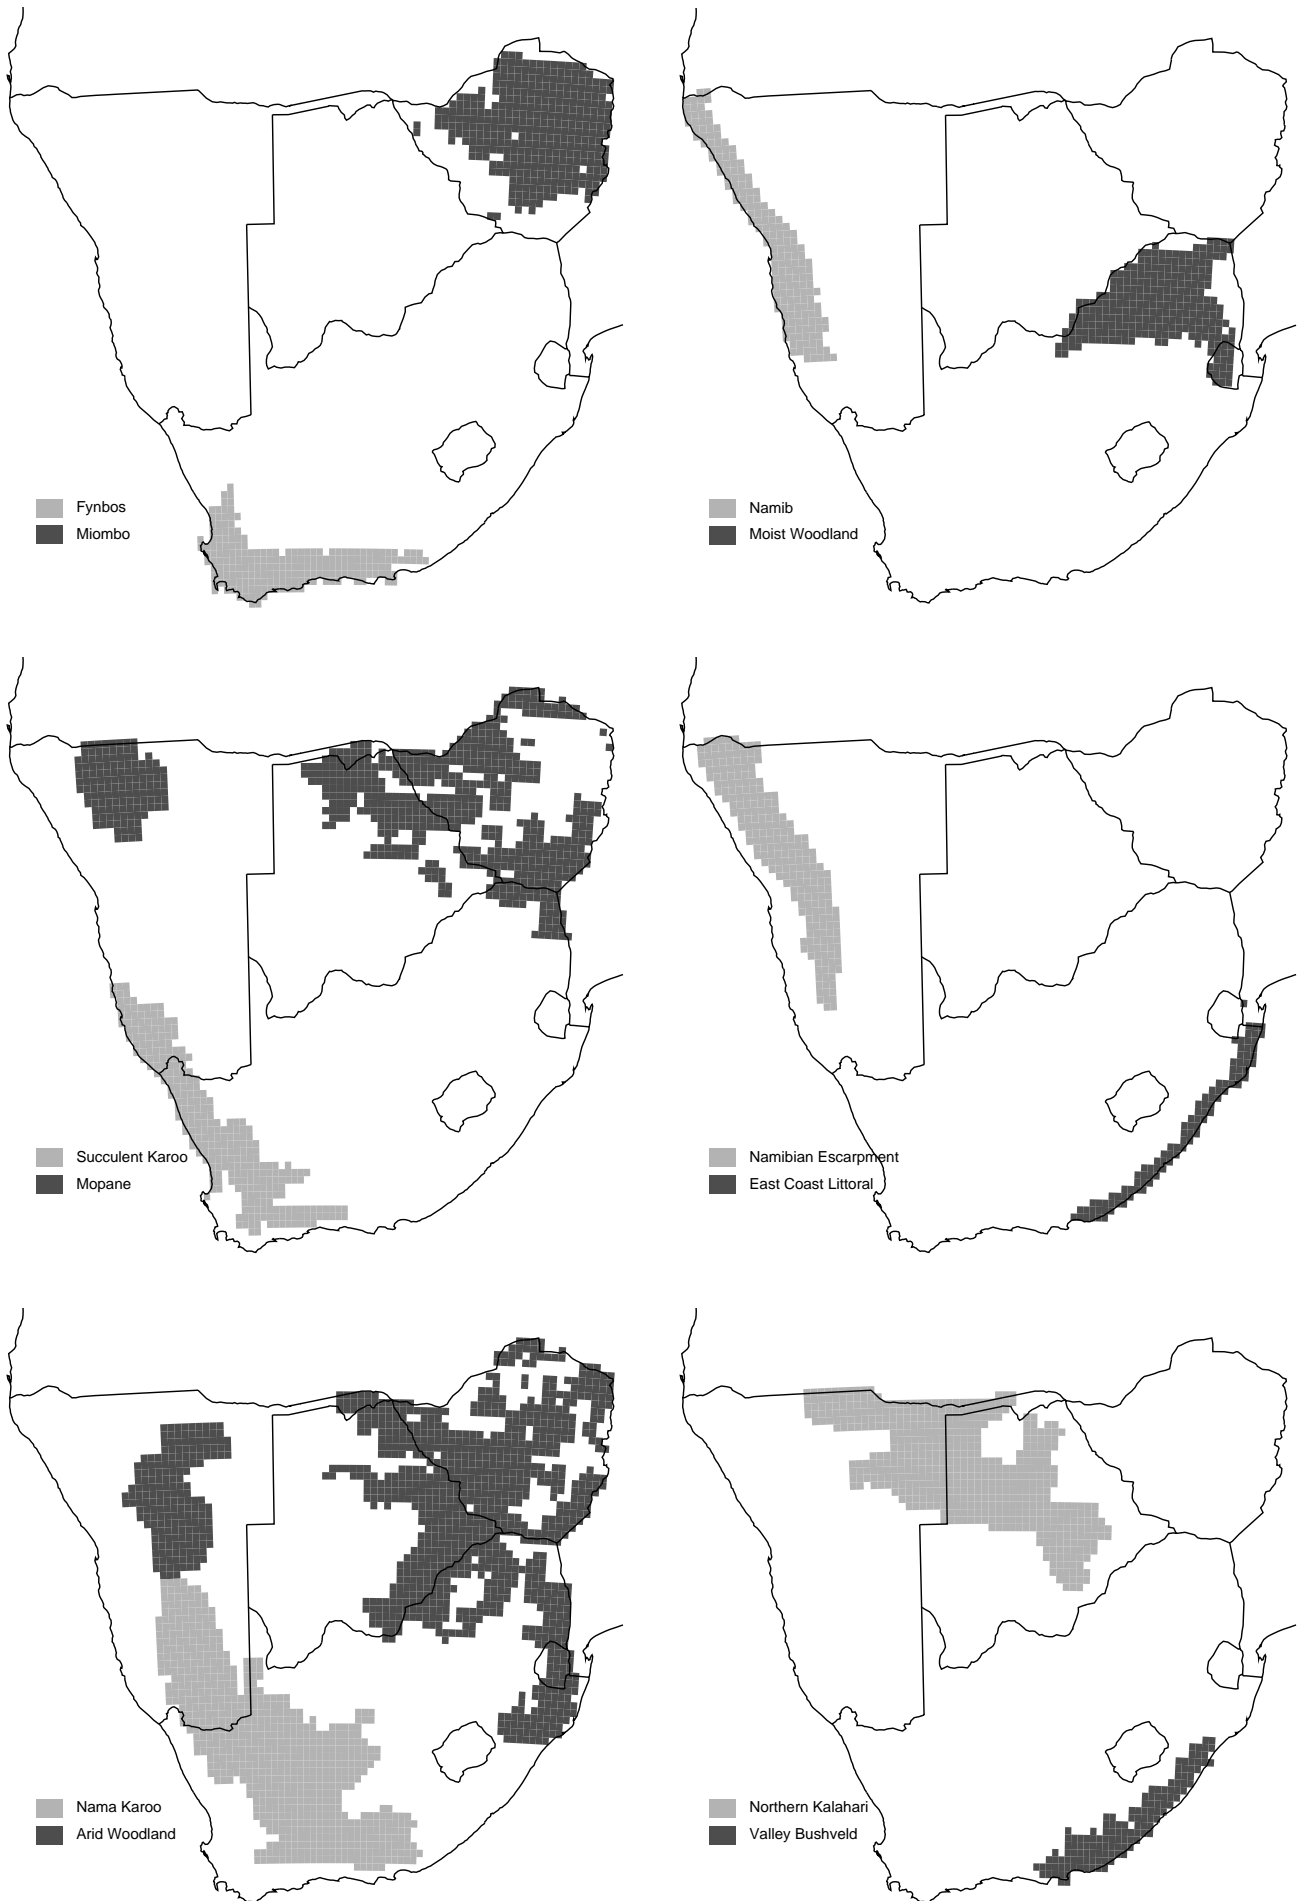 Fynbos
Miombo
Namib
Moist Woodland
Succulent Karoo
Mopane
Namibian Escarpment
East Coast Littoral
Nama Karoo
Arid Woodland
Northern Kalahari
Valley Bushveld